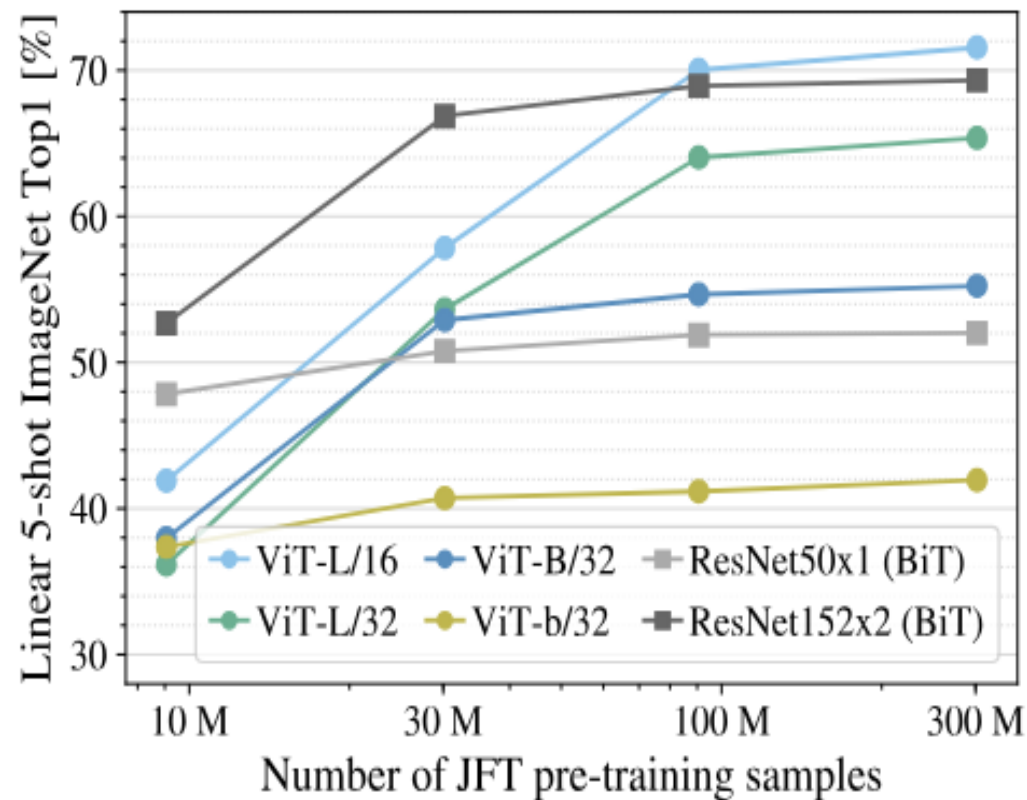 Linear 5-shot ImageNet Top1 [%]
70
60
50
40
30
ViT-L/16 ViT-B/32 ResNet50x1 (BiT)
ViT-L/32 ViT-b/32 ResNet152x2 (BiT)
10 M 30 M 100 M 300 M
Number of JFT pre-training samples